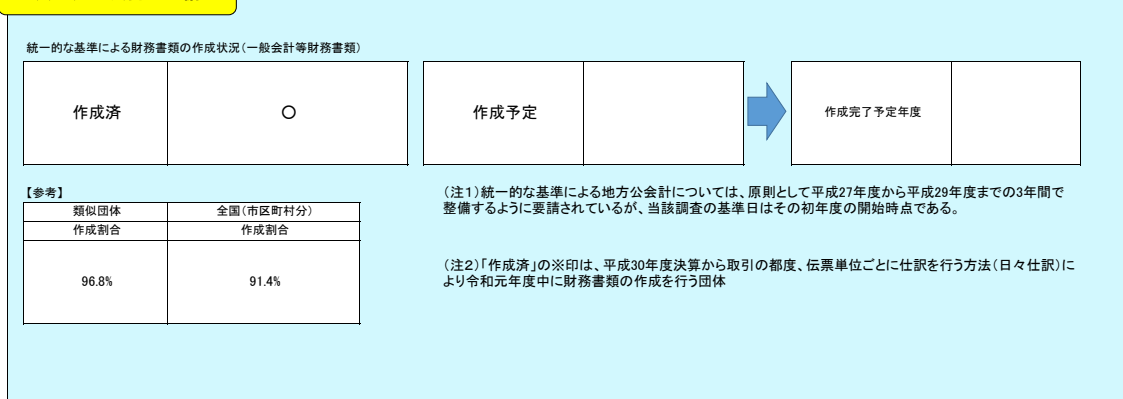 統一的な基準による財務書類の作成状況(一般会計等財務書類)
作成済 ○ 作成予定 作成完了予定年度
【参考】
類似団体 全国(市区町村分)
作成割合 作成割合
96.8% 91.4%
(注1)統一的な基準による地方公会計については、原則として平成27年度から平成29年度までの3年間で
整備するように要請されているが、当該調査の基準日はその初年度の開始時点である。
(注2)「作成済」の※印は、平成30年度決算から取引の都度、伝票単位ごとに仕訳を行う方法(日々仕訳)に
より令和元年度中に財務書類の作成を行う団体